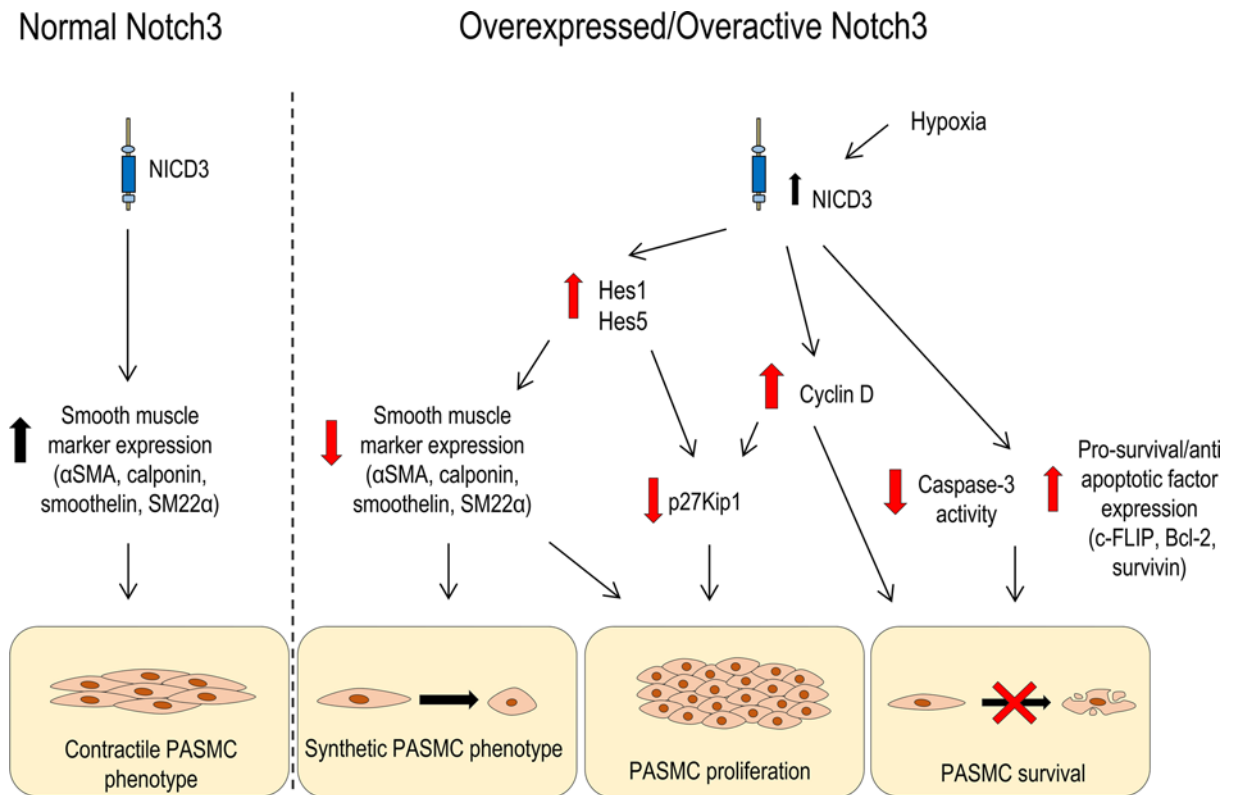 Normal Notch3
Overexpressed/Overactive Notch3
NICD3
Hypoxia
NICD3
Hes1
Hes5
Cyclin D
Smooth muscle
marker expression
(αSMA, calponin,
smoothelin, SM22α)
Smooth muscle
marker expression
(αSMA, calponin,
smoothelin, SM22α)
p27Kip1
Caspase-3
activity
Pro-survival/anti
apoptotic factor
expression
(c-FLIP, Bcl-2,
survivin)
Contractile PASMC
phenotype
Synthetic PASMC phenotype
PASMC proliferation
PASMC survival